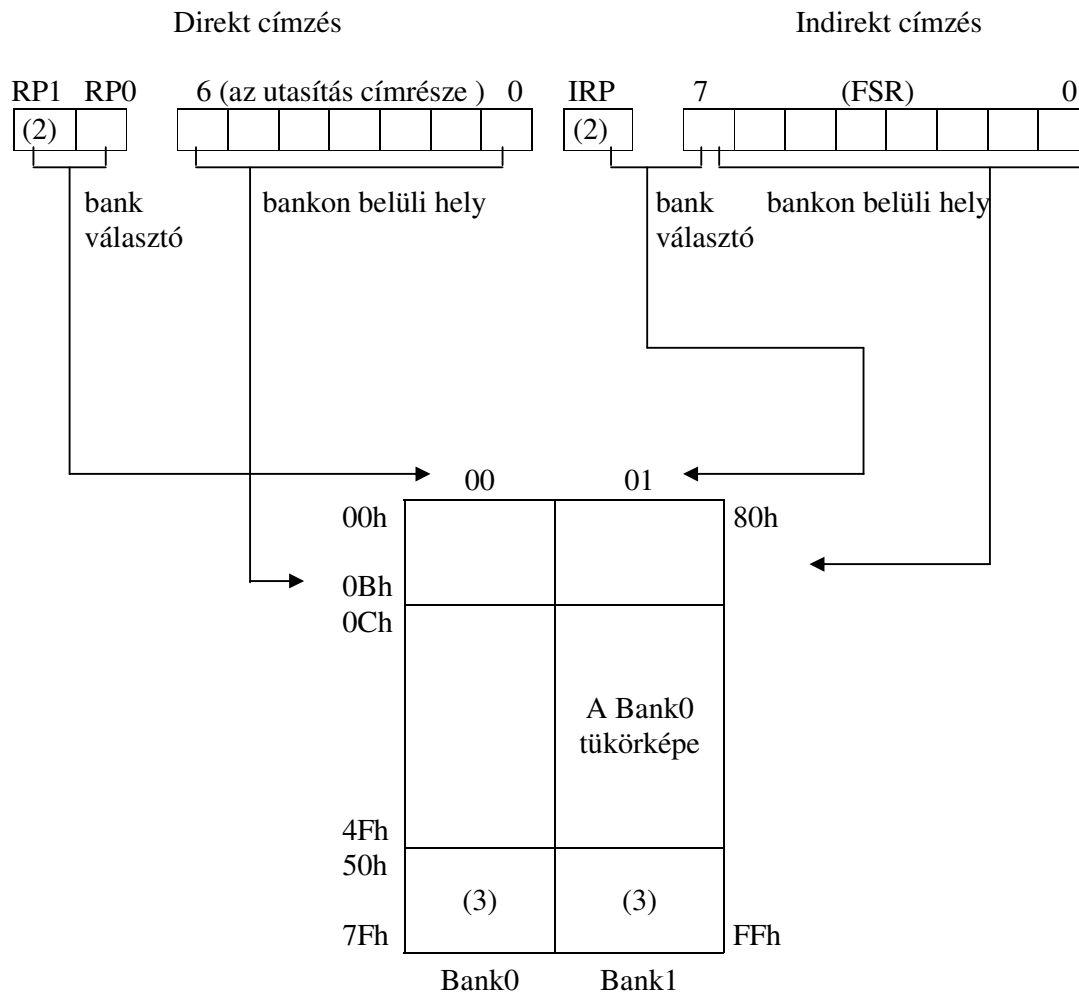 Direkt címzés Indirekt címzés
RP1 RP0 6 (az utasítás címrésze ) 0 IRP 7 (FSR) 0
(2) (2)
bank bankon belüli hely bank bankon belüli hely
választó választó
00 01
00h 80h
0Bh
0Ch
A Bank0
tükörképe
4Fh
50h
(3) (3)
7Fh FFh
Bank0 Bank1